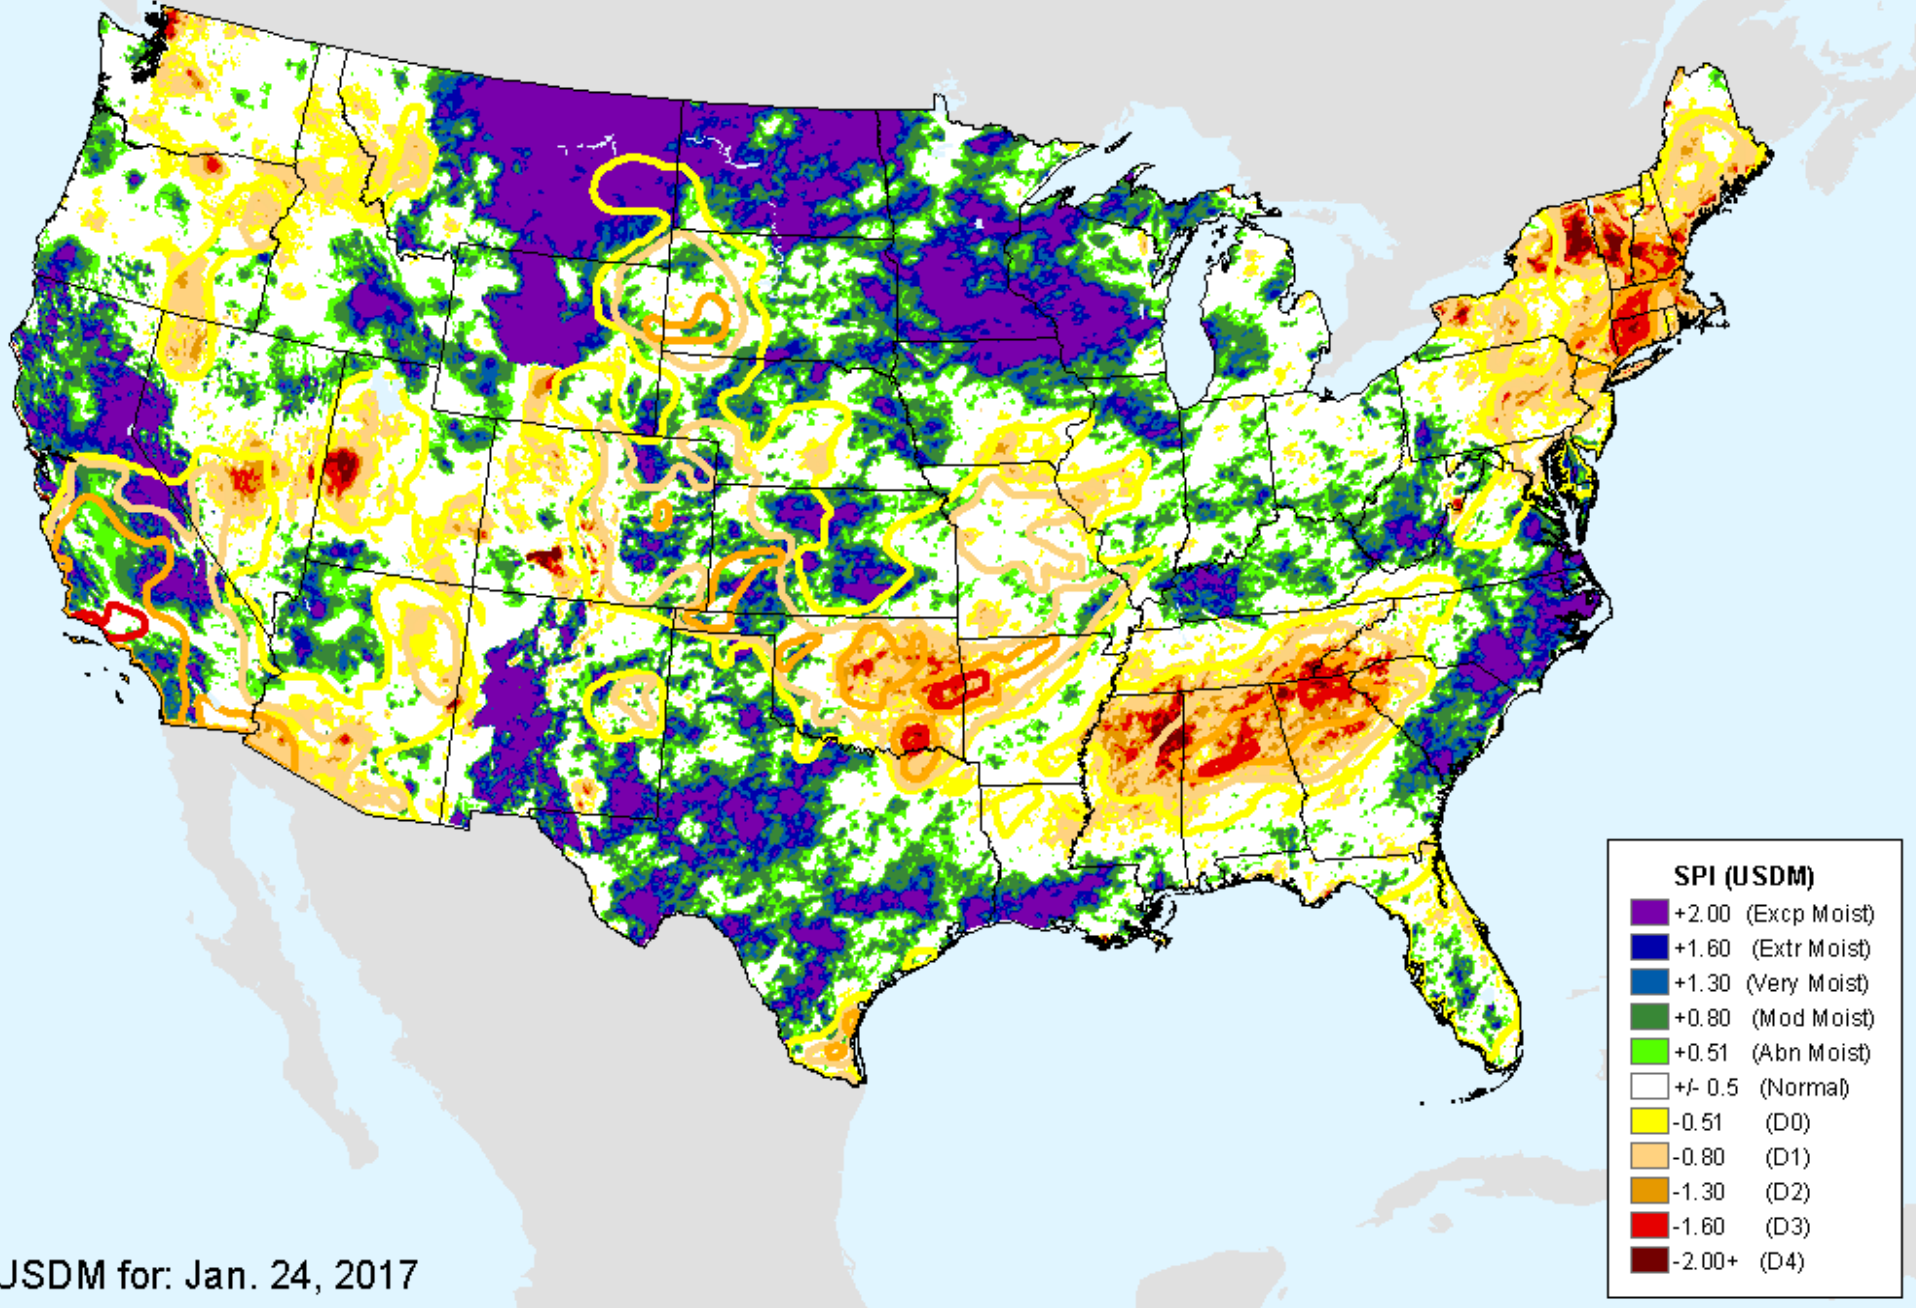 SPI (USDM)
+2.00 (Excp Moist)
+1.60 (Extr Moist)
+1.30 (Very Moist)
+0.80 (Mod Moist)
+0.51 (Abn Moist)
+/- 0.5 (Normal)
-0.51 (D0)
-0.80 (D1)
-1.30 (D2)
-1.60 (D3)
-2.00+ (D4)
USDM for: Jan. 24, 2017